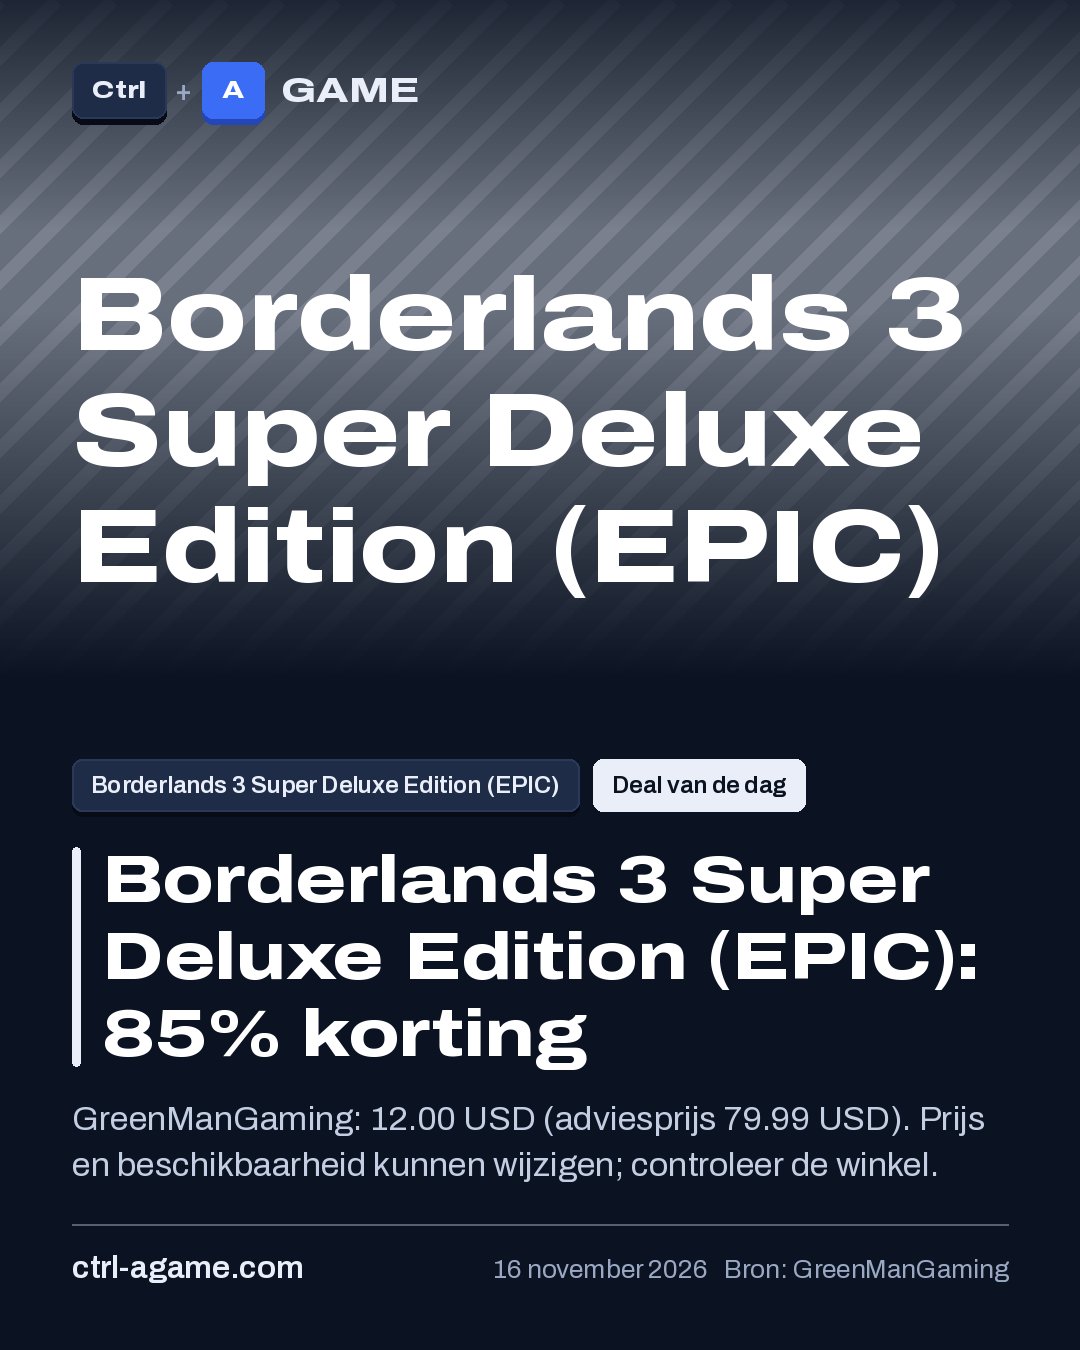 Ctrl + A GAME
Borderlands 3
Super Deluxe
Edition (EPIC)
Borderlands 3 Super Deluxe Edition (EPIC) Deal van de dag
Borderlands 3 Super
Deluxe Edition (EPIC):
85% korting
GreenManGaming: 12.00 USD (adviesprijs 79.99 USD). Prijs
en beschikbaarheid kunnen wijzigen; controleer de winkel.
ctrl-agame.com 16 november 2026 Bron: GreenManGaming